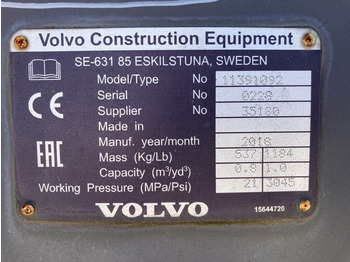 Volvo Construction Equipment
SE-631 85 ESKILSTUNA, SWEDEN
Model/Type No 11391092
Serial No 0228
Supplier No 35180
Made in
Manuf. year/month 2018
Mass (Kg/Lb) 537 1184
Capacity (m³/yd³) 0.8 1.0
Working Pressure (MPa/Psi) 21 3045
CE
EAC
VOLVO
15644720